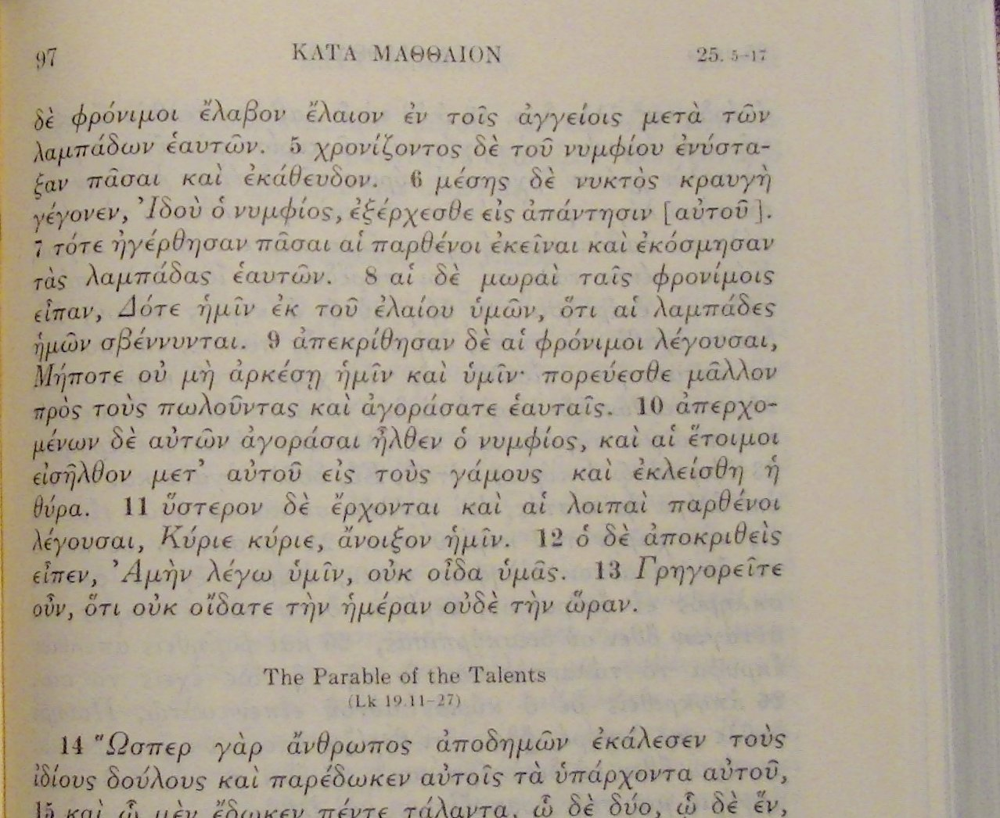 97 ΚΑΤΑ ΜΑΘΘΑΙΟΝ 25. 5–17
δὲ φρόνιμοι ἔλαβον ἔλαιον ἐν τοῖς ἀγγείοις μετὰ τῶν
λαμπάδων ἑαυτῶν. 5 χρονίζοντος δὲ τοῦ νυμφίου ἐνύστα-
ξαν πᾶσαι καὶ ἐκάθευδον. 6 μέσης δὲ νυκτὸς κραυγὴ
γέγονεν, Ἰδοὺ ὁ νυμφίος, ἐξέρχεσθε εἰς ἀπάντησιν [αὐτοῦ].
7 τότε ἠγέρθησαν πᾶσαι αἱ παρθένοι ἐκεῖναι καὶ ἐκόσμησαν
τὰς λαμπάδας ἑαυτῶν. 8 αἱ δὲ μωραὶ ταῖς φρονίμοις
εἶπαν, Δότε ἡμῖν ἐκ τοῦ ἐλαίου ὑμῶν, ὅτι αἱ λαμπάδες
ἡμῶν σβέννυνται. 9 ἀπεκρίθησαν δὲ αἱ φρόνιμοι λέγουσαι,
Μήποτε οὐ μὴ ἀρκέσῃ ἡμῖν καὶ ὑμῖν· πορεύεσθε μᾶλλον
πρὸς τοὺς πωλοῦντας καὶ ἀγοράσατε ἑαυταῖς. 10 ἀπερχο-
μένων δὲ αὐτῶν ἀγοράσαι ἦλθεν ὁ νυμφίος, καὶ αἱ ἕτοιμοι
εἰσῆλθον μετ’ αὐτοῦ εἰς τοὺς γάμους καὶ ἐκλείσθη ἡ
θύρα. 11 ὕστερον δὲ ἔρχονται καὶ αἱ λοιπαὶ παρθένοι
λέγουσαι, Κύριε κύριε, ἄνοιξον ἡμῖν. 12 ὁ δὲ ἀποκριθεὶς
εἶπεν, Ἀμὴν λέγω ὑμῖν, οὐκ οἶδα ὑμᾶς. 13 Γρηγορεῖτε
οὖν, ὅτι οὐκ οἴδατε τὴν ἡμέραν οὐδὲ τὴν ὥραν.
The Parable of the Talents
(Lk 19.11–27)
14 Ὥσπερ γὰρ ἄνθρωπος ἀποδημῶν ἐκάλεσεν τοὺς
ἰδίους δούλους καὶ παρέδωκεν αὐτοῖς τὰ ὑπάρχοντα αὐτοῦ,
15 καὶ ᾧ μὲν ἔδωκεν πέντε τάλαντα, ᾧ δὲ δύο, ᾧ δὲ ἕν,